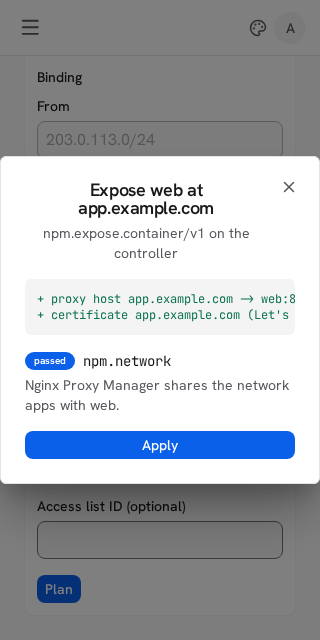 A
Binding
From
203.0.113.0/24
Expose web at
app.example.com
npm.expose.container/v1 on the
controller
+ proxy host app.example.com -> web:8
+ certificate app.example.com (Let's
passed npm.network
Nginx Proxy Manager shares the network
apps with web.
Apply
Access list ID (optional)
Plan